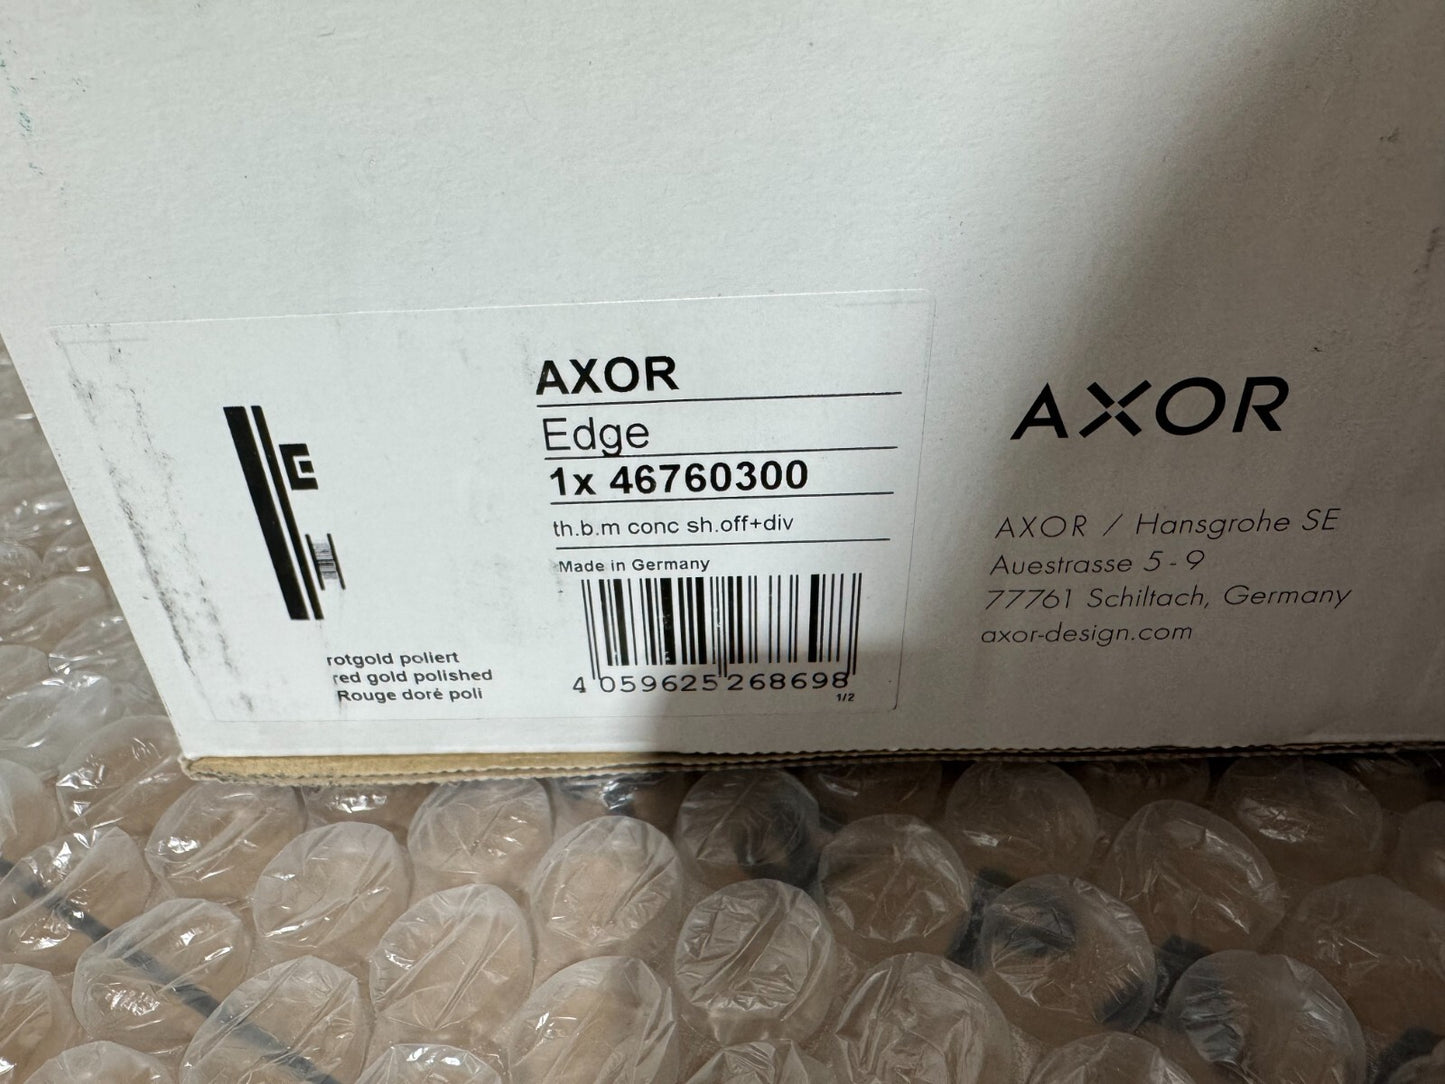 AXOR
Edge
1x 46760300
th.b.m conc sh.off+div
Made in Germany
4 059625 268698
1/2
rotgold poliert
red gold polished
Rouge doré poli
AXOR
AXOR / Hansgrohe SE
Auestrasse 5 - 9
77761 Schiltach, Germany
axor-design.com